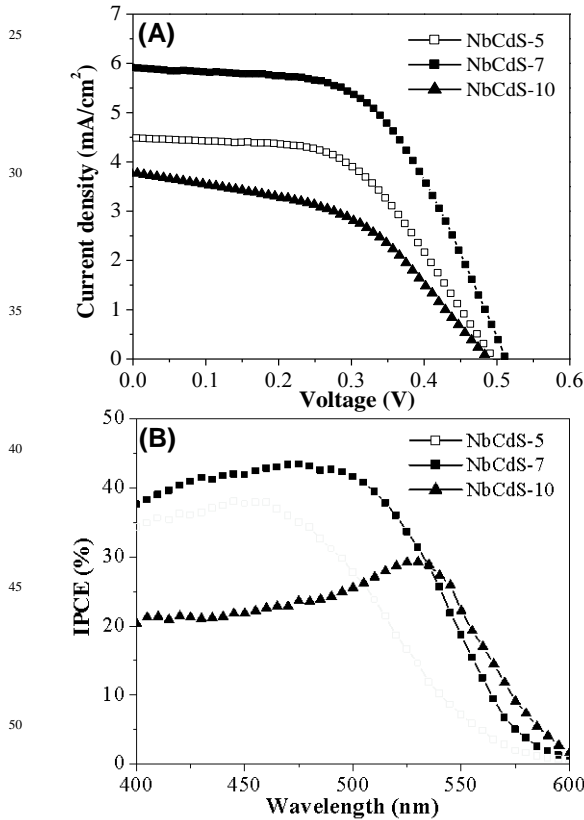 25
30
35
40
45
50
(A)
7
6
5
4
3
2
1
0
Current density (mA/cm²)
NbCdS-5
NbCdS-7
NbCdS-10
0.0 0.1 0.2 0.3 0.4 0.5 0.6
Voltage (V)
(B)
50
40
30
20
10
0
IPCE (%)
NbCdS-5
NbCdS-7
NbCdS-10
400 450 500 550 600
Wavelength (nm)